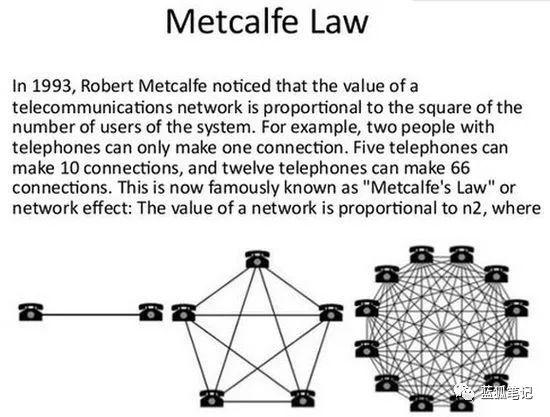 Metcalfe Law
In 1993, Robert Metcalfe noticed that the value of a
telecommunications network is proportional to the square of the
number of users of the system. For example, two people with
telephones can only make one connection. Five telephones can
make 10 connections, and twelve telephones can make 66
connections. This is now famously known as "Metcalfe's Law" or
network effect: The value of a network is proportional to n2, where
蓝狐笔记